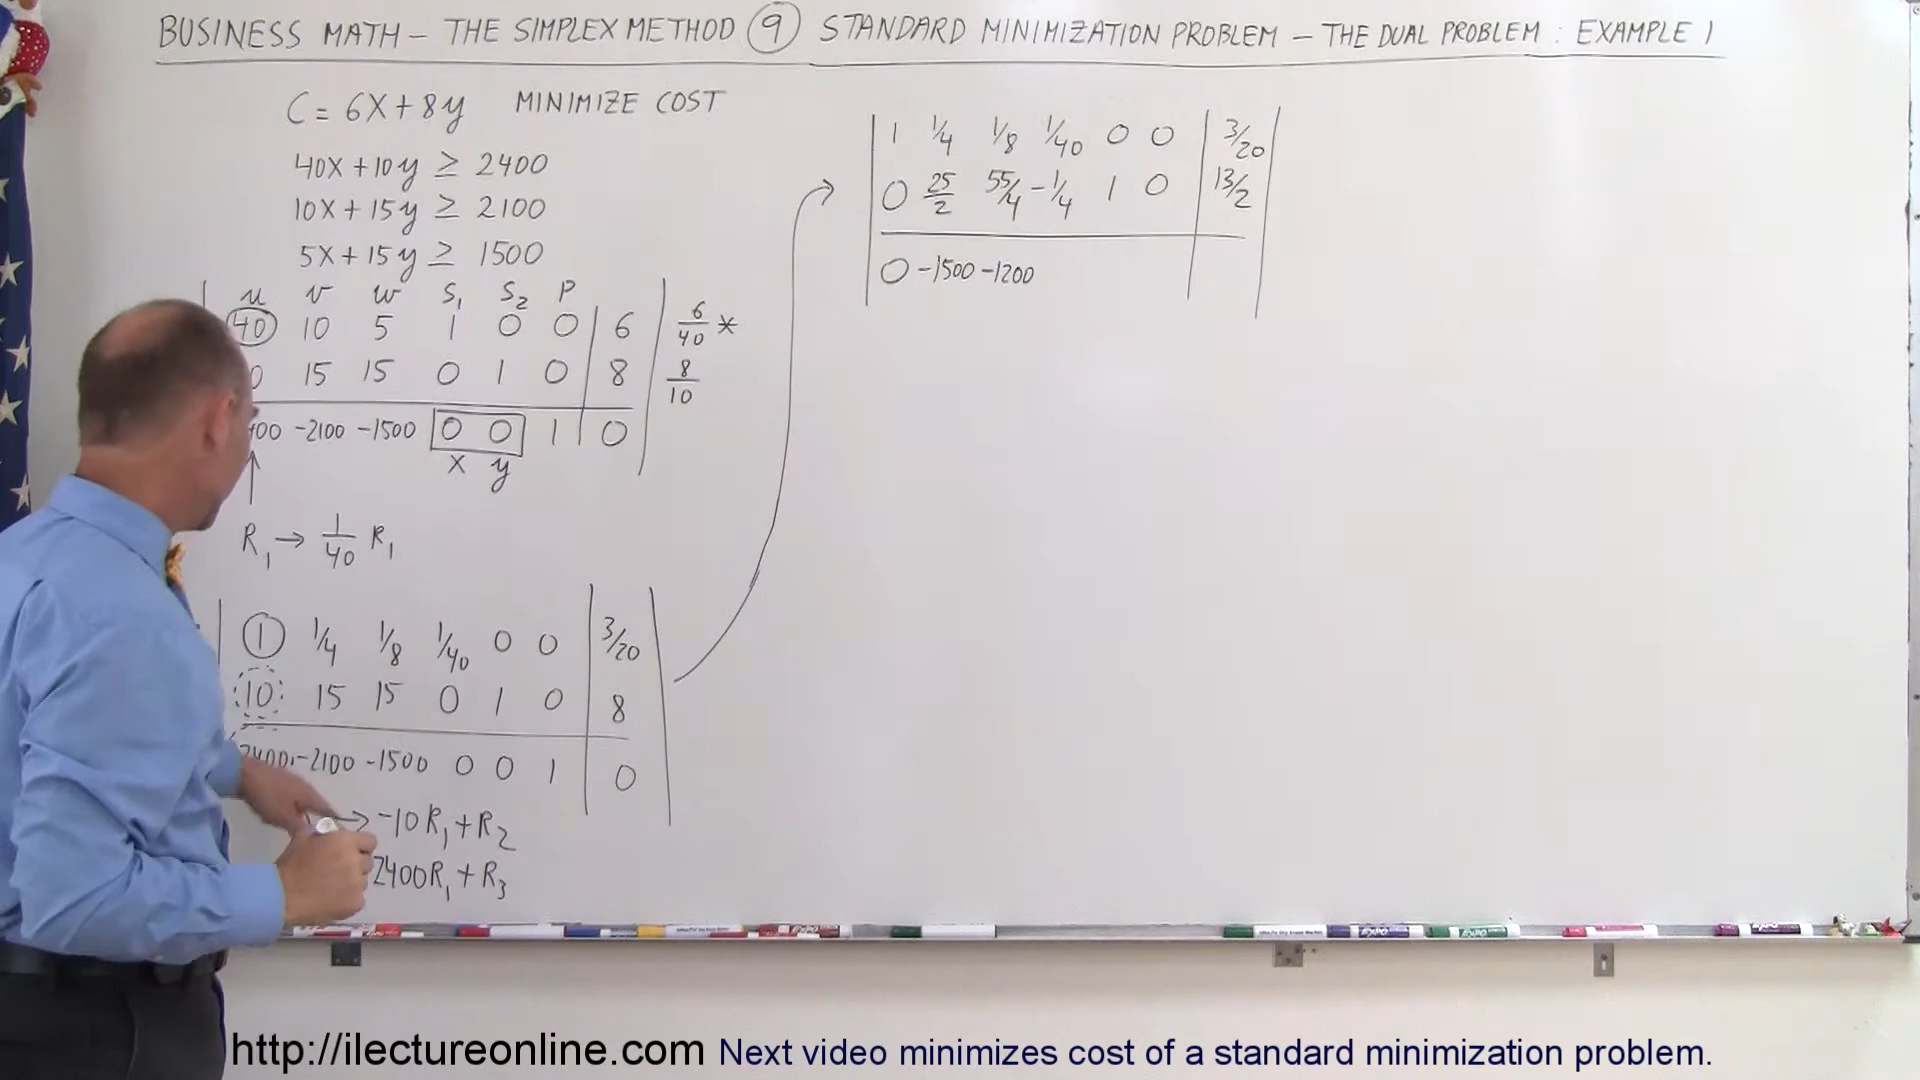 BUSINESS MATH – THE SIMPLEX METHOD 9 STANDARD MINIMIZATION PROBLEM – THE DUAL PROBLEM : EXAMPLE 1
C = 6X + 8y MINIMIZE COST
40X + 10y ≥ 2400
10X + 15y ≥ 2100
5X + 15y ≥ 1500
u v w S₁ S₂ P
40 10 5 1 0 0 6 6/40 *
0 15 15 0 1 0 8 8/10
400 -2100 -1500 0 0 1 0
x y
R₁ → 1/40 R₁
1 1/4 1/8 1/40 0 0 3/20
10 15 15 0 1 0 8
2400 -2100 -1500 0 0 1 0
→ -10R₁ + R₂
2400R₁ + R₃
1 1/4 1/8 1/40 0 0 3/20
0 25/2 55/4 -1/4 1 0 13/2
0 -1500 -1200
http://ilectureonline.com Next video minimizes cost of a standard minimization problem.